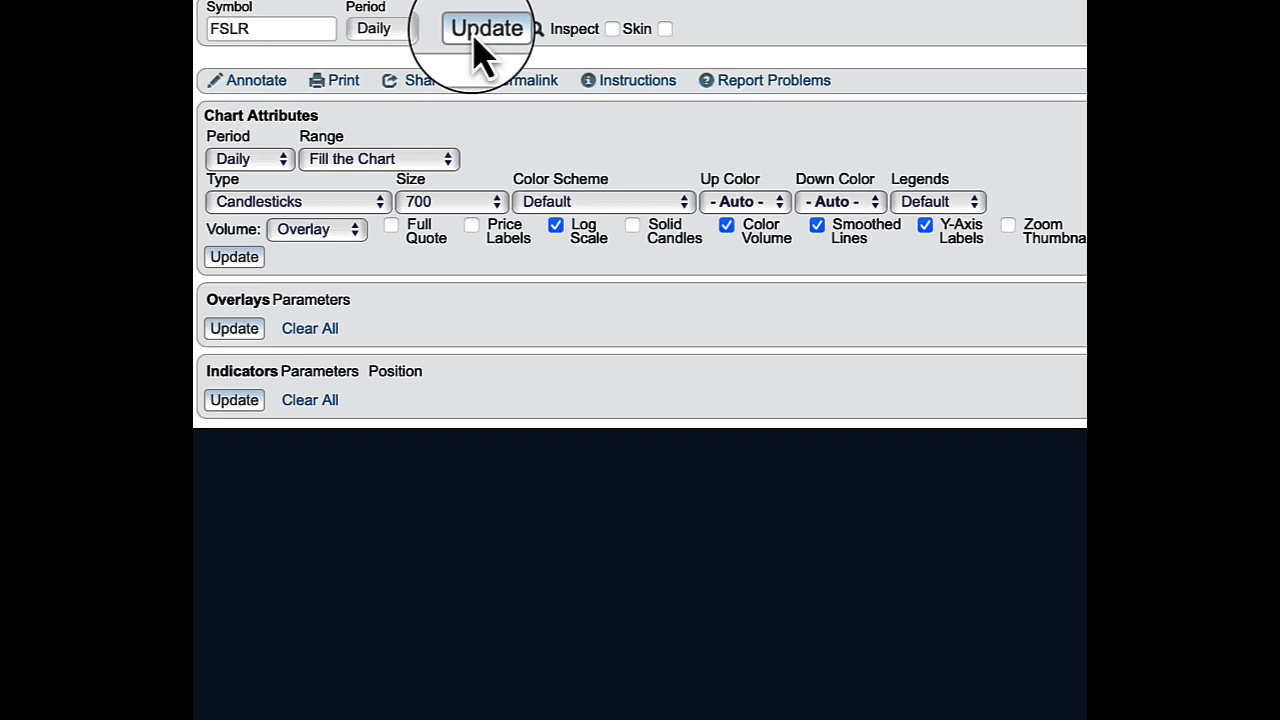 Symbol Period
FSLR Daily Update Inspect Skin
Annotate Print Shar malink Instructions Report Problems
Chart Attributes
Period Range
Daily Fill the Chart
Type Size Color Scheme Up Color Down Color Legends
Candlesticks 700 Default - Auto - - Auto - Default
Volume: Overlay Full Quote Price Labels Log Scale Solid Candles Color Volume Smoothed Lines Y-Axis Labels Zoom Thumbna
Update
Overlays Parameters
Update Clear All
Indicators Parameters Position
Update Clear All